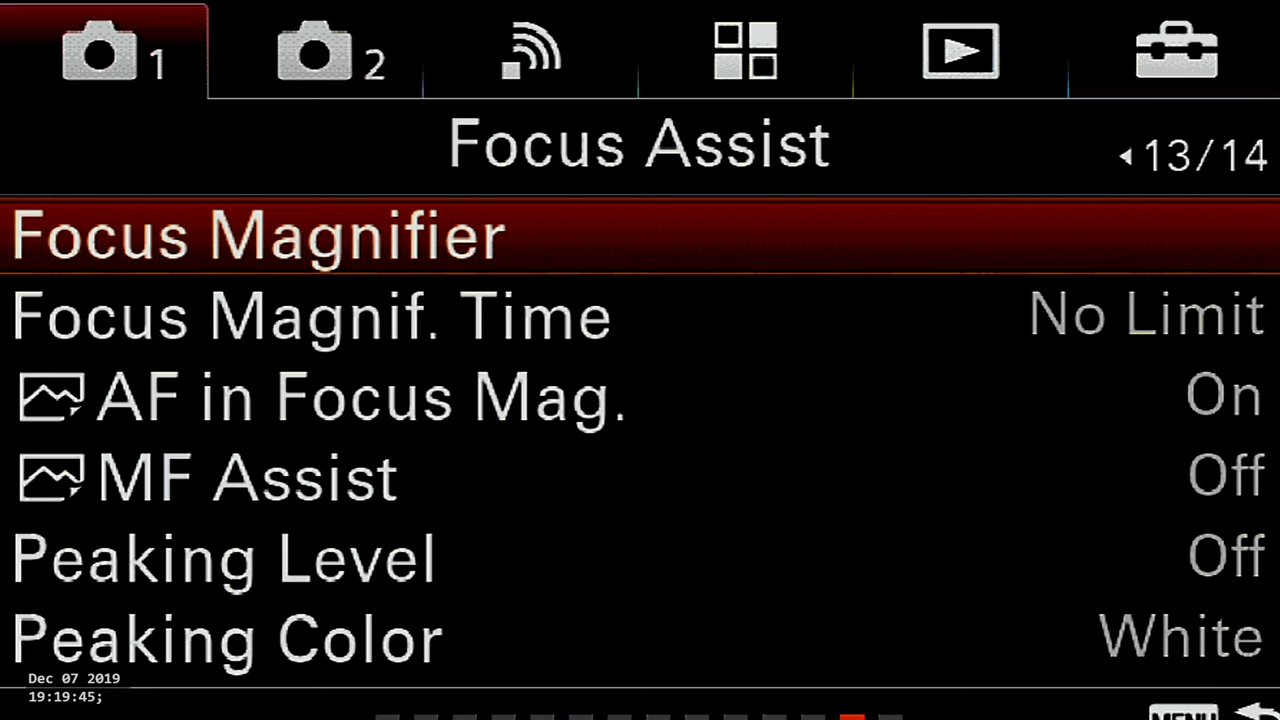 1
2
Focus Assist
13/14
Focus Magnifier
Focus Magnif. Time No Limit
AF in Focus Mag. On
MF Assist Off
Peaking Level Off
Peaking Color White
Dec 07 2019
19:19:45;
MENU